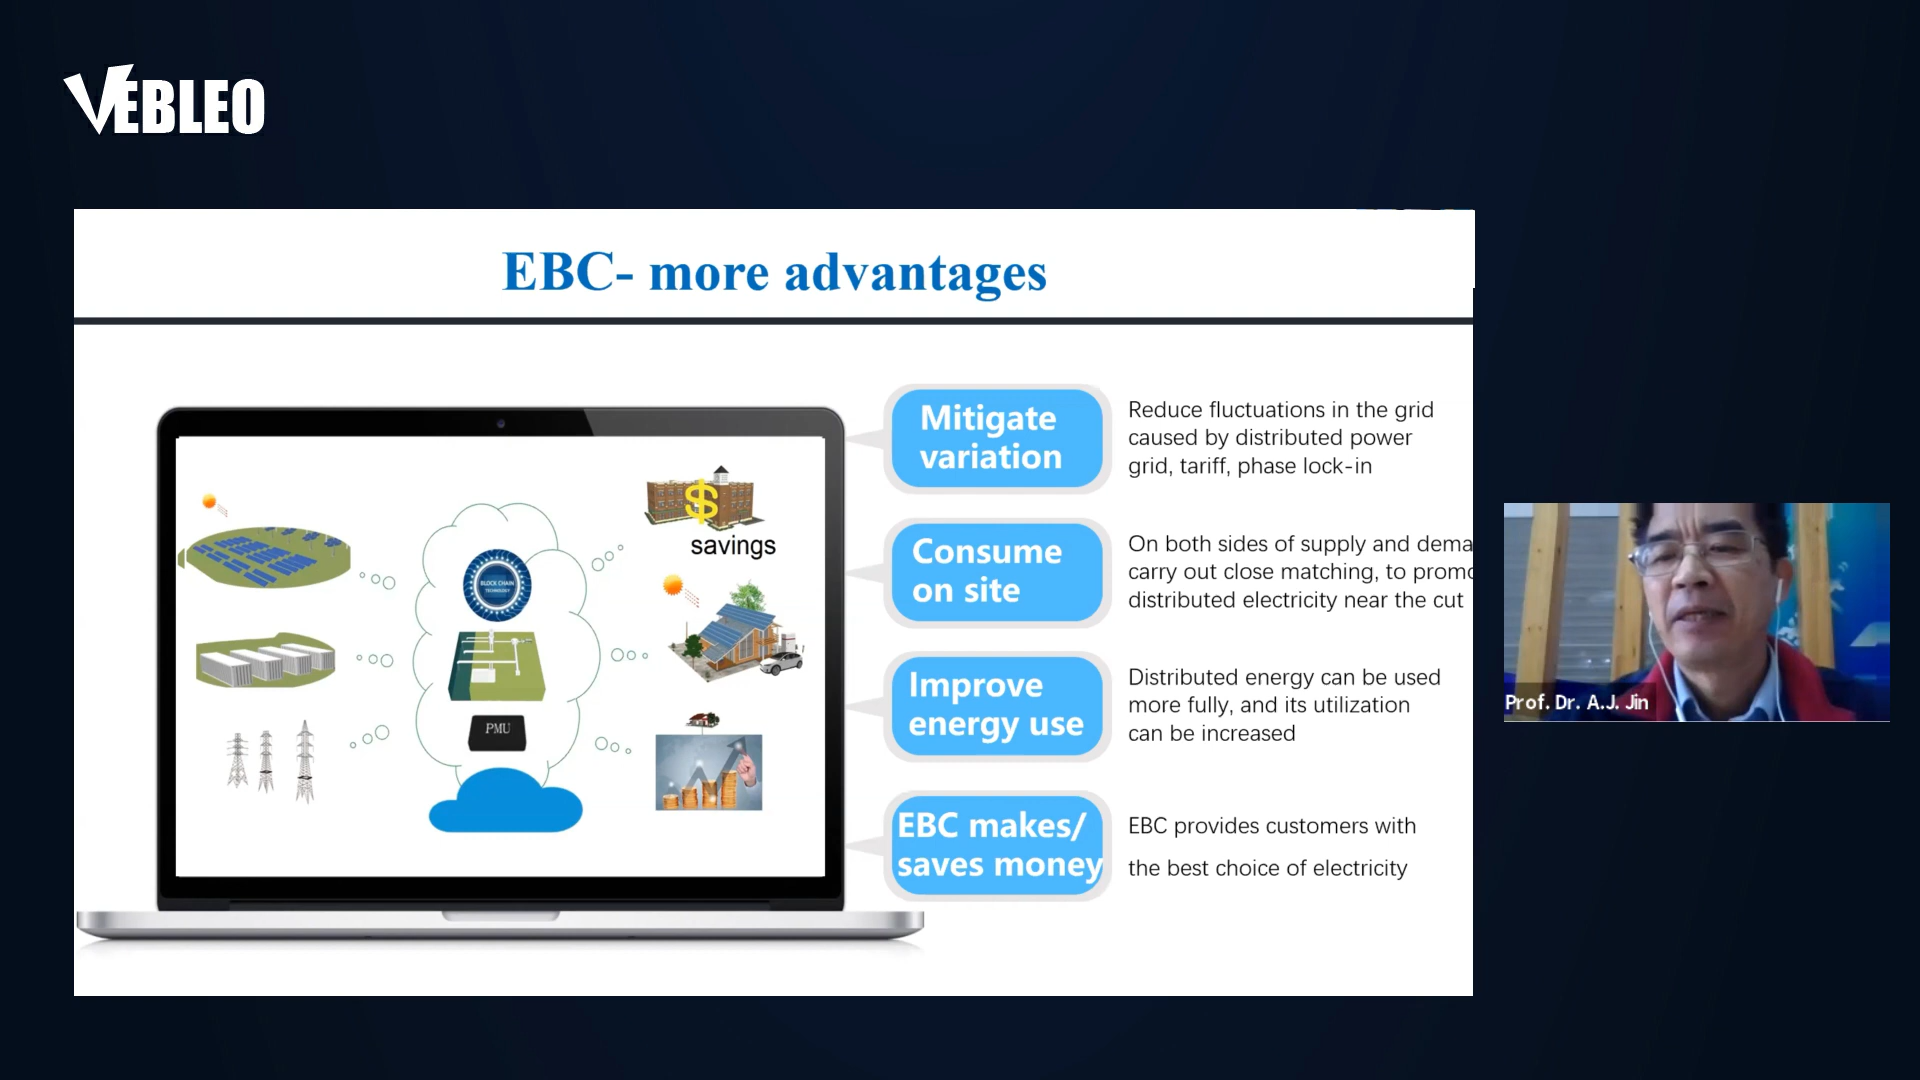 VEBLEO
EBC- more advantages
Mitigate
variation
Reduce fluctuations in the grid
caused by distributed power
grid, tariff, phase lock-in
Consume
on site
On both sides of supply and dema
carry out close matching, to promo
distributed electricity near the cut
Improve
energy use
Distributed energy can be used
more fully, and its utilization
can be increased
EBC makes/
saves money
EBC provides customers with
the best choice of electricity
$
savings
BLOCK CHAIN
TECHNOLOGY
PMU
Prof. Dr. A.J. Jin